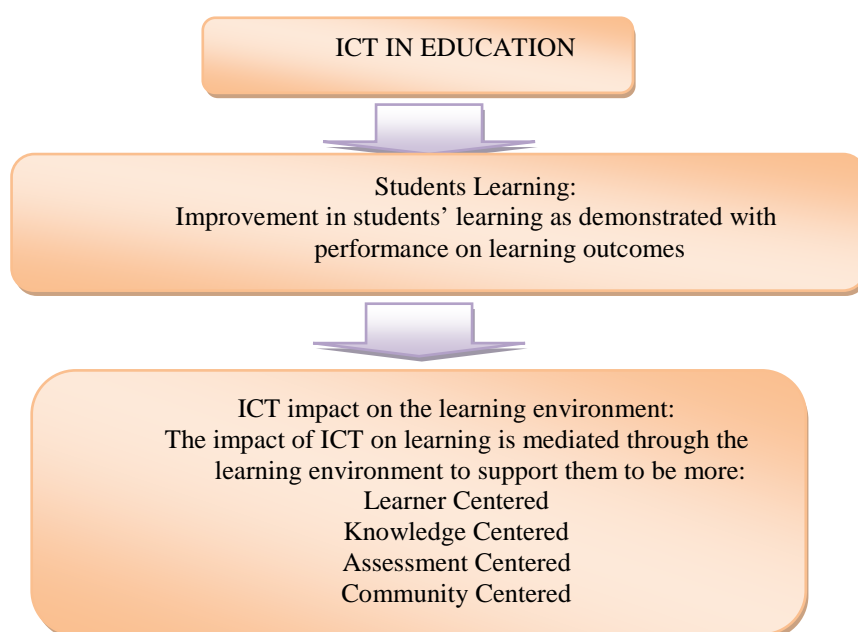 ICT IN EDUCATION
Students Learning:
Improvement in students’ learning as demonstrated with
performance on learning outcomes
ICT impact on the learning environment:
The impact of ICT on learning is mediated through the
learning environment to support them to be more:
Learner Centered
Knowledge Centered
Assessment Centered
Community Centered